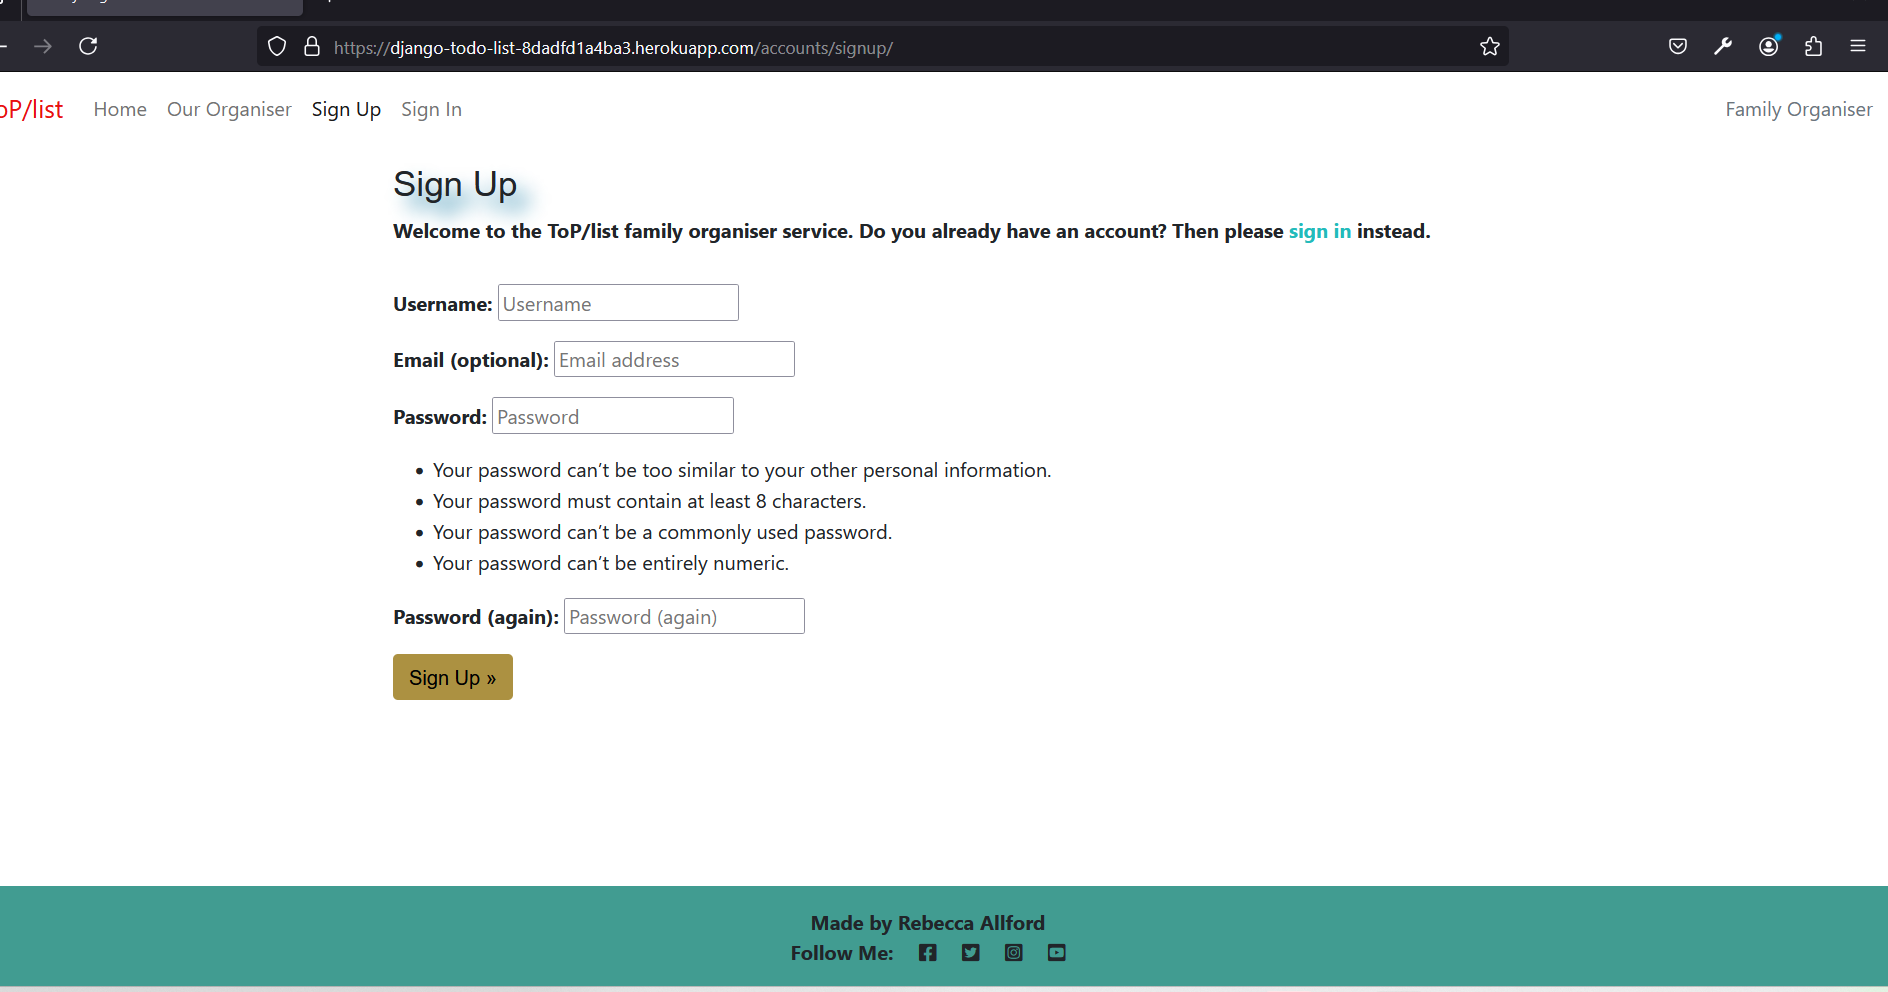 https://django-todo-list-8dadfd1a4ba3.herokuapp.com/accounts/signup/
oP/list Home Our Organiser Sign Up Sign In Family Organiser
Sign Up
Welcome to the ToP/list family organiser service. Do you already have an account? Then please sign in instead.
Username: Username
Email (optional): Email address
Password: Password
• Your password can’t be too similar to your other personal information.
• Your password must contain at least 8 characters.
• Your password can’t be a commonly used password.
• Your password can’t be entirely numeric.
Password (again): Password (again)
Sign Up »
Made by Rebecca Allford
Follow Me: